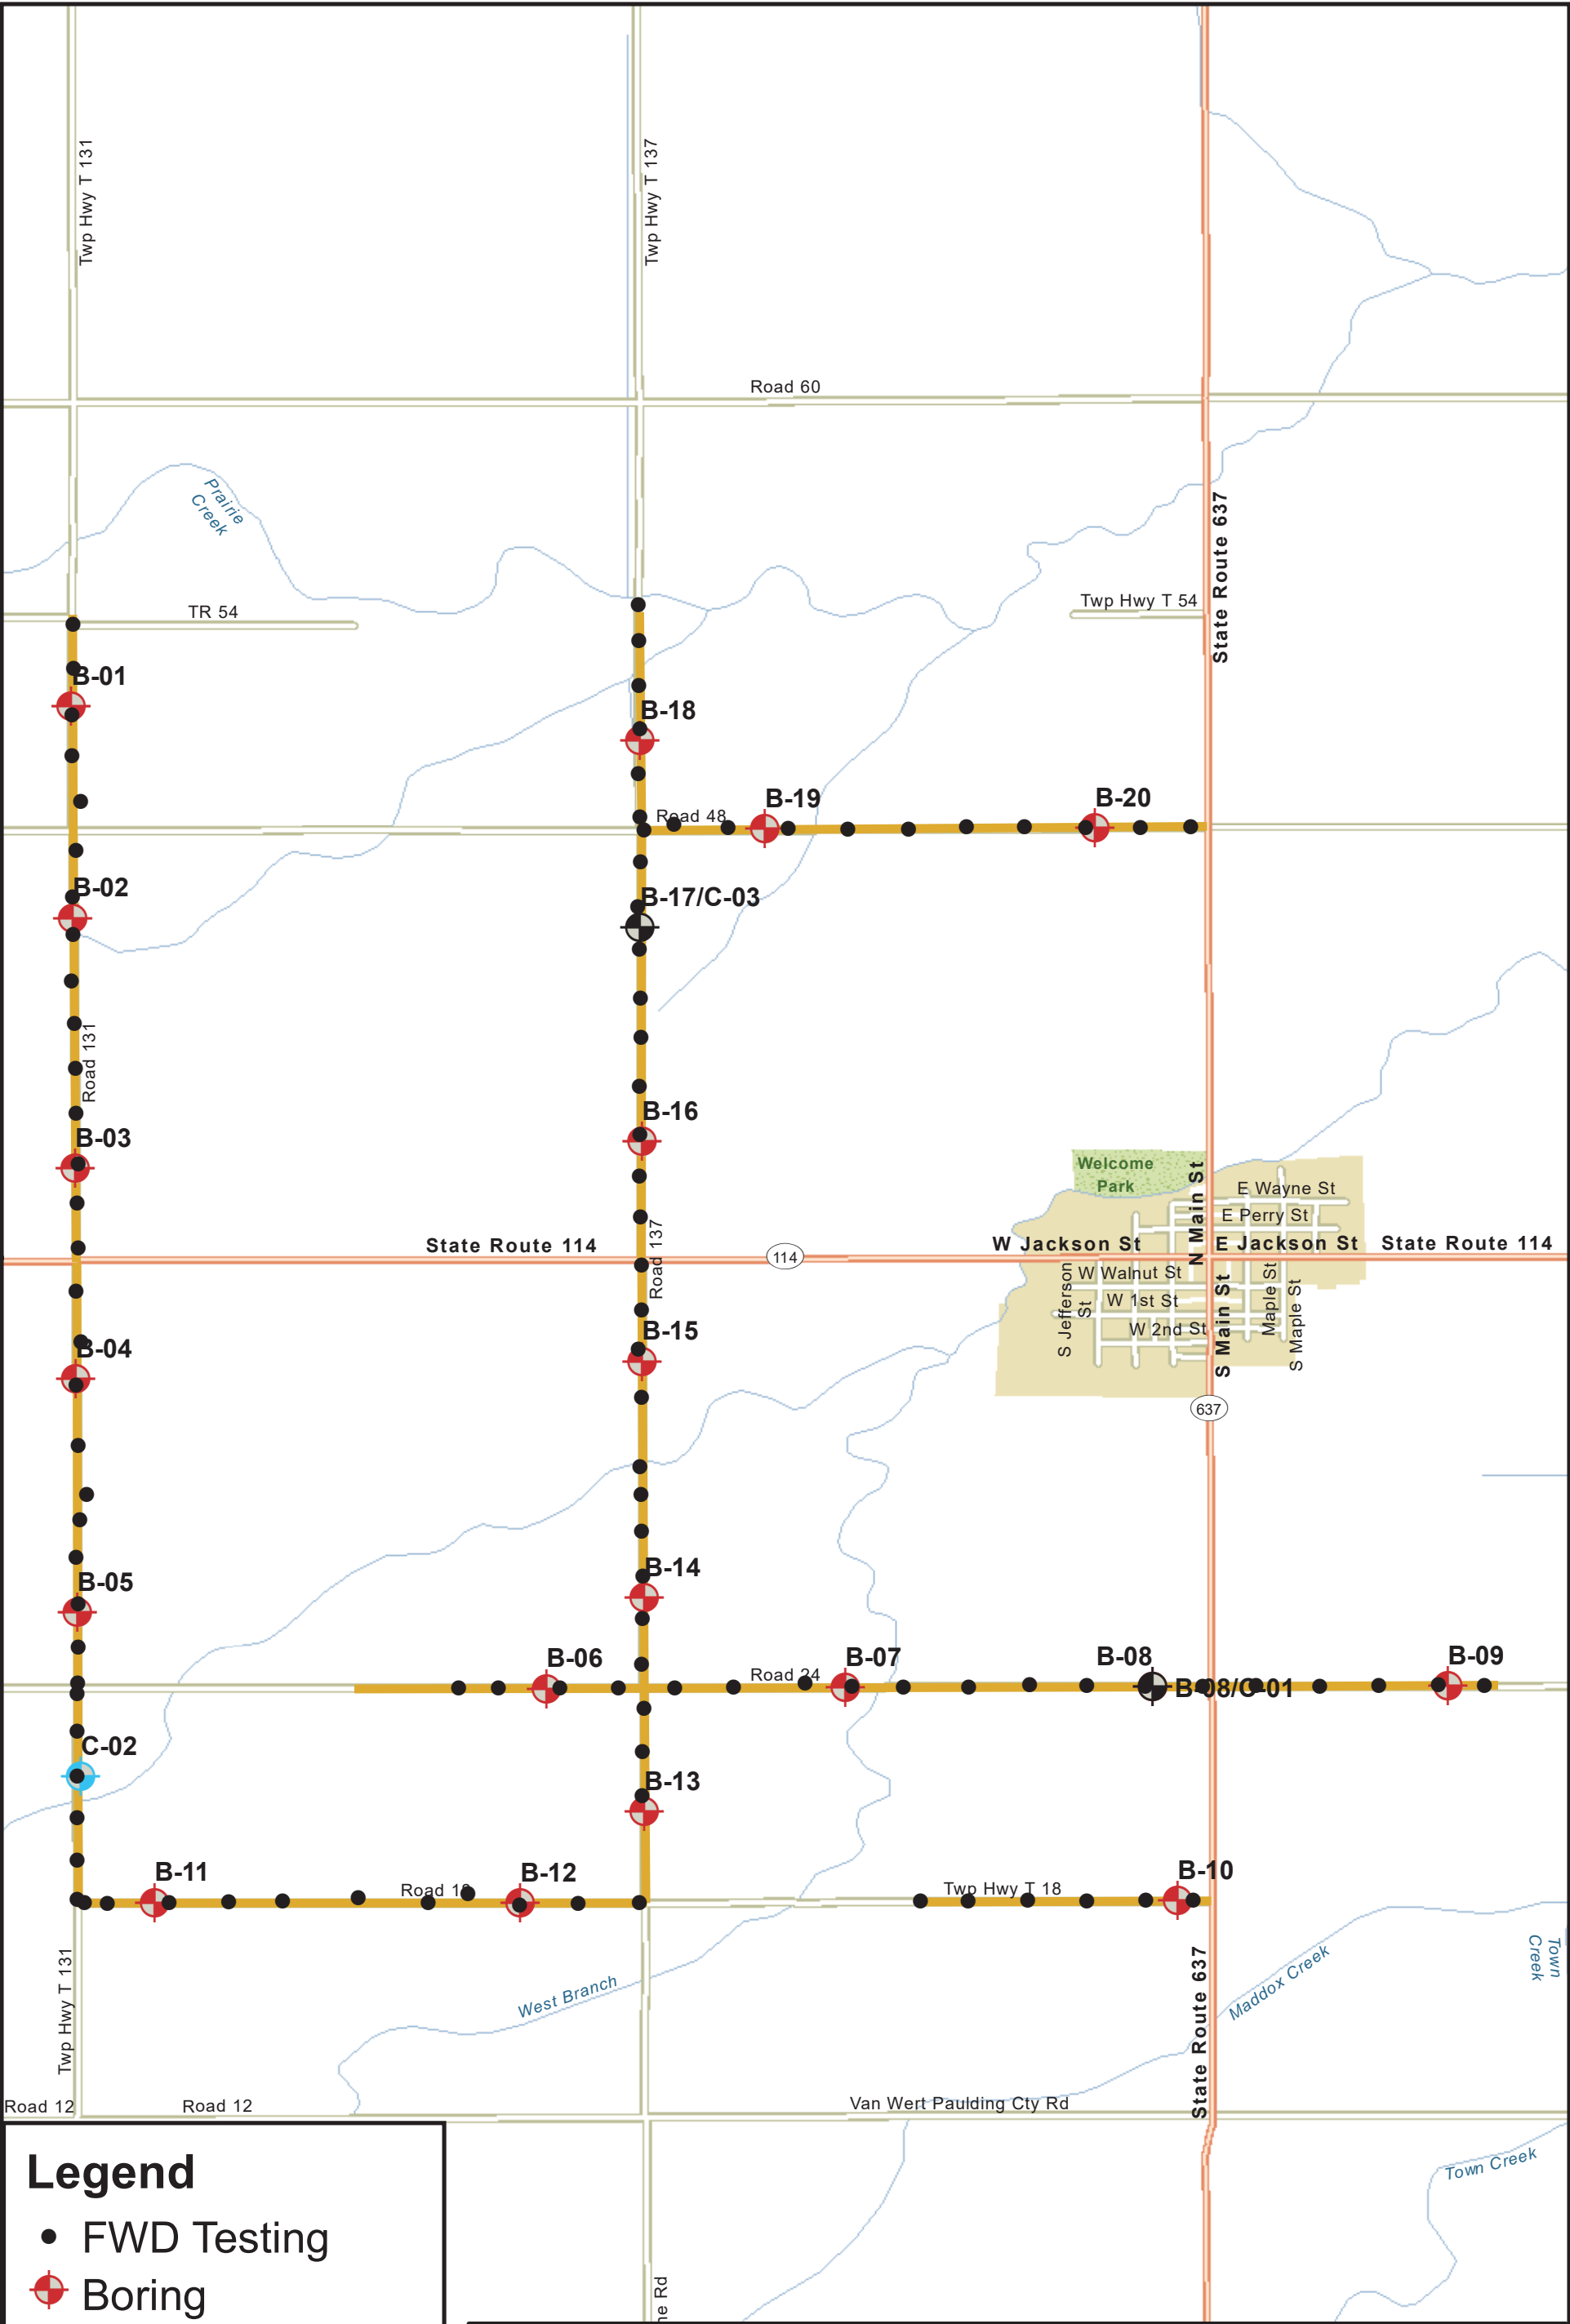 Twp Hwy T 131
Twp Hwy T 137
Road 60
Prairie
Creek
State Route 637
TR 54
Twp Hwy T 54
B-01
B-18
B-19
B-20
Road 48
B-02
B-17/C-03
Road 131
B-16
B-03
Welcome
Park
N Main St
E Wayne St
E Perry St
State Route 114
114
Road 137
W Jackson St
E Jackson St
State Route 114
W Walnut St
S Jefferson
St
W 1st St
W 2nd St
S Main St
Maple St
S Maple St
B-15
B-04
637
B-14
B-05
B-06
Road 24
B-07
B-08
B-08/C-01
B-09
C-02
B-13
B-11
Road 18
B-12
Twp Hwy T 18
B-10
Twp Hwy T 131
West Branch
State Route 637
Maddox Creek
Town
Creek
Road 12
Road 12
Van Wert Paulding Cty Rd
Town Creek
Legend
FWD Testing
Boring
ne Rd